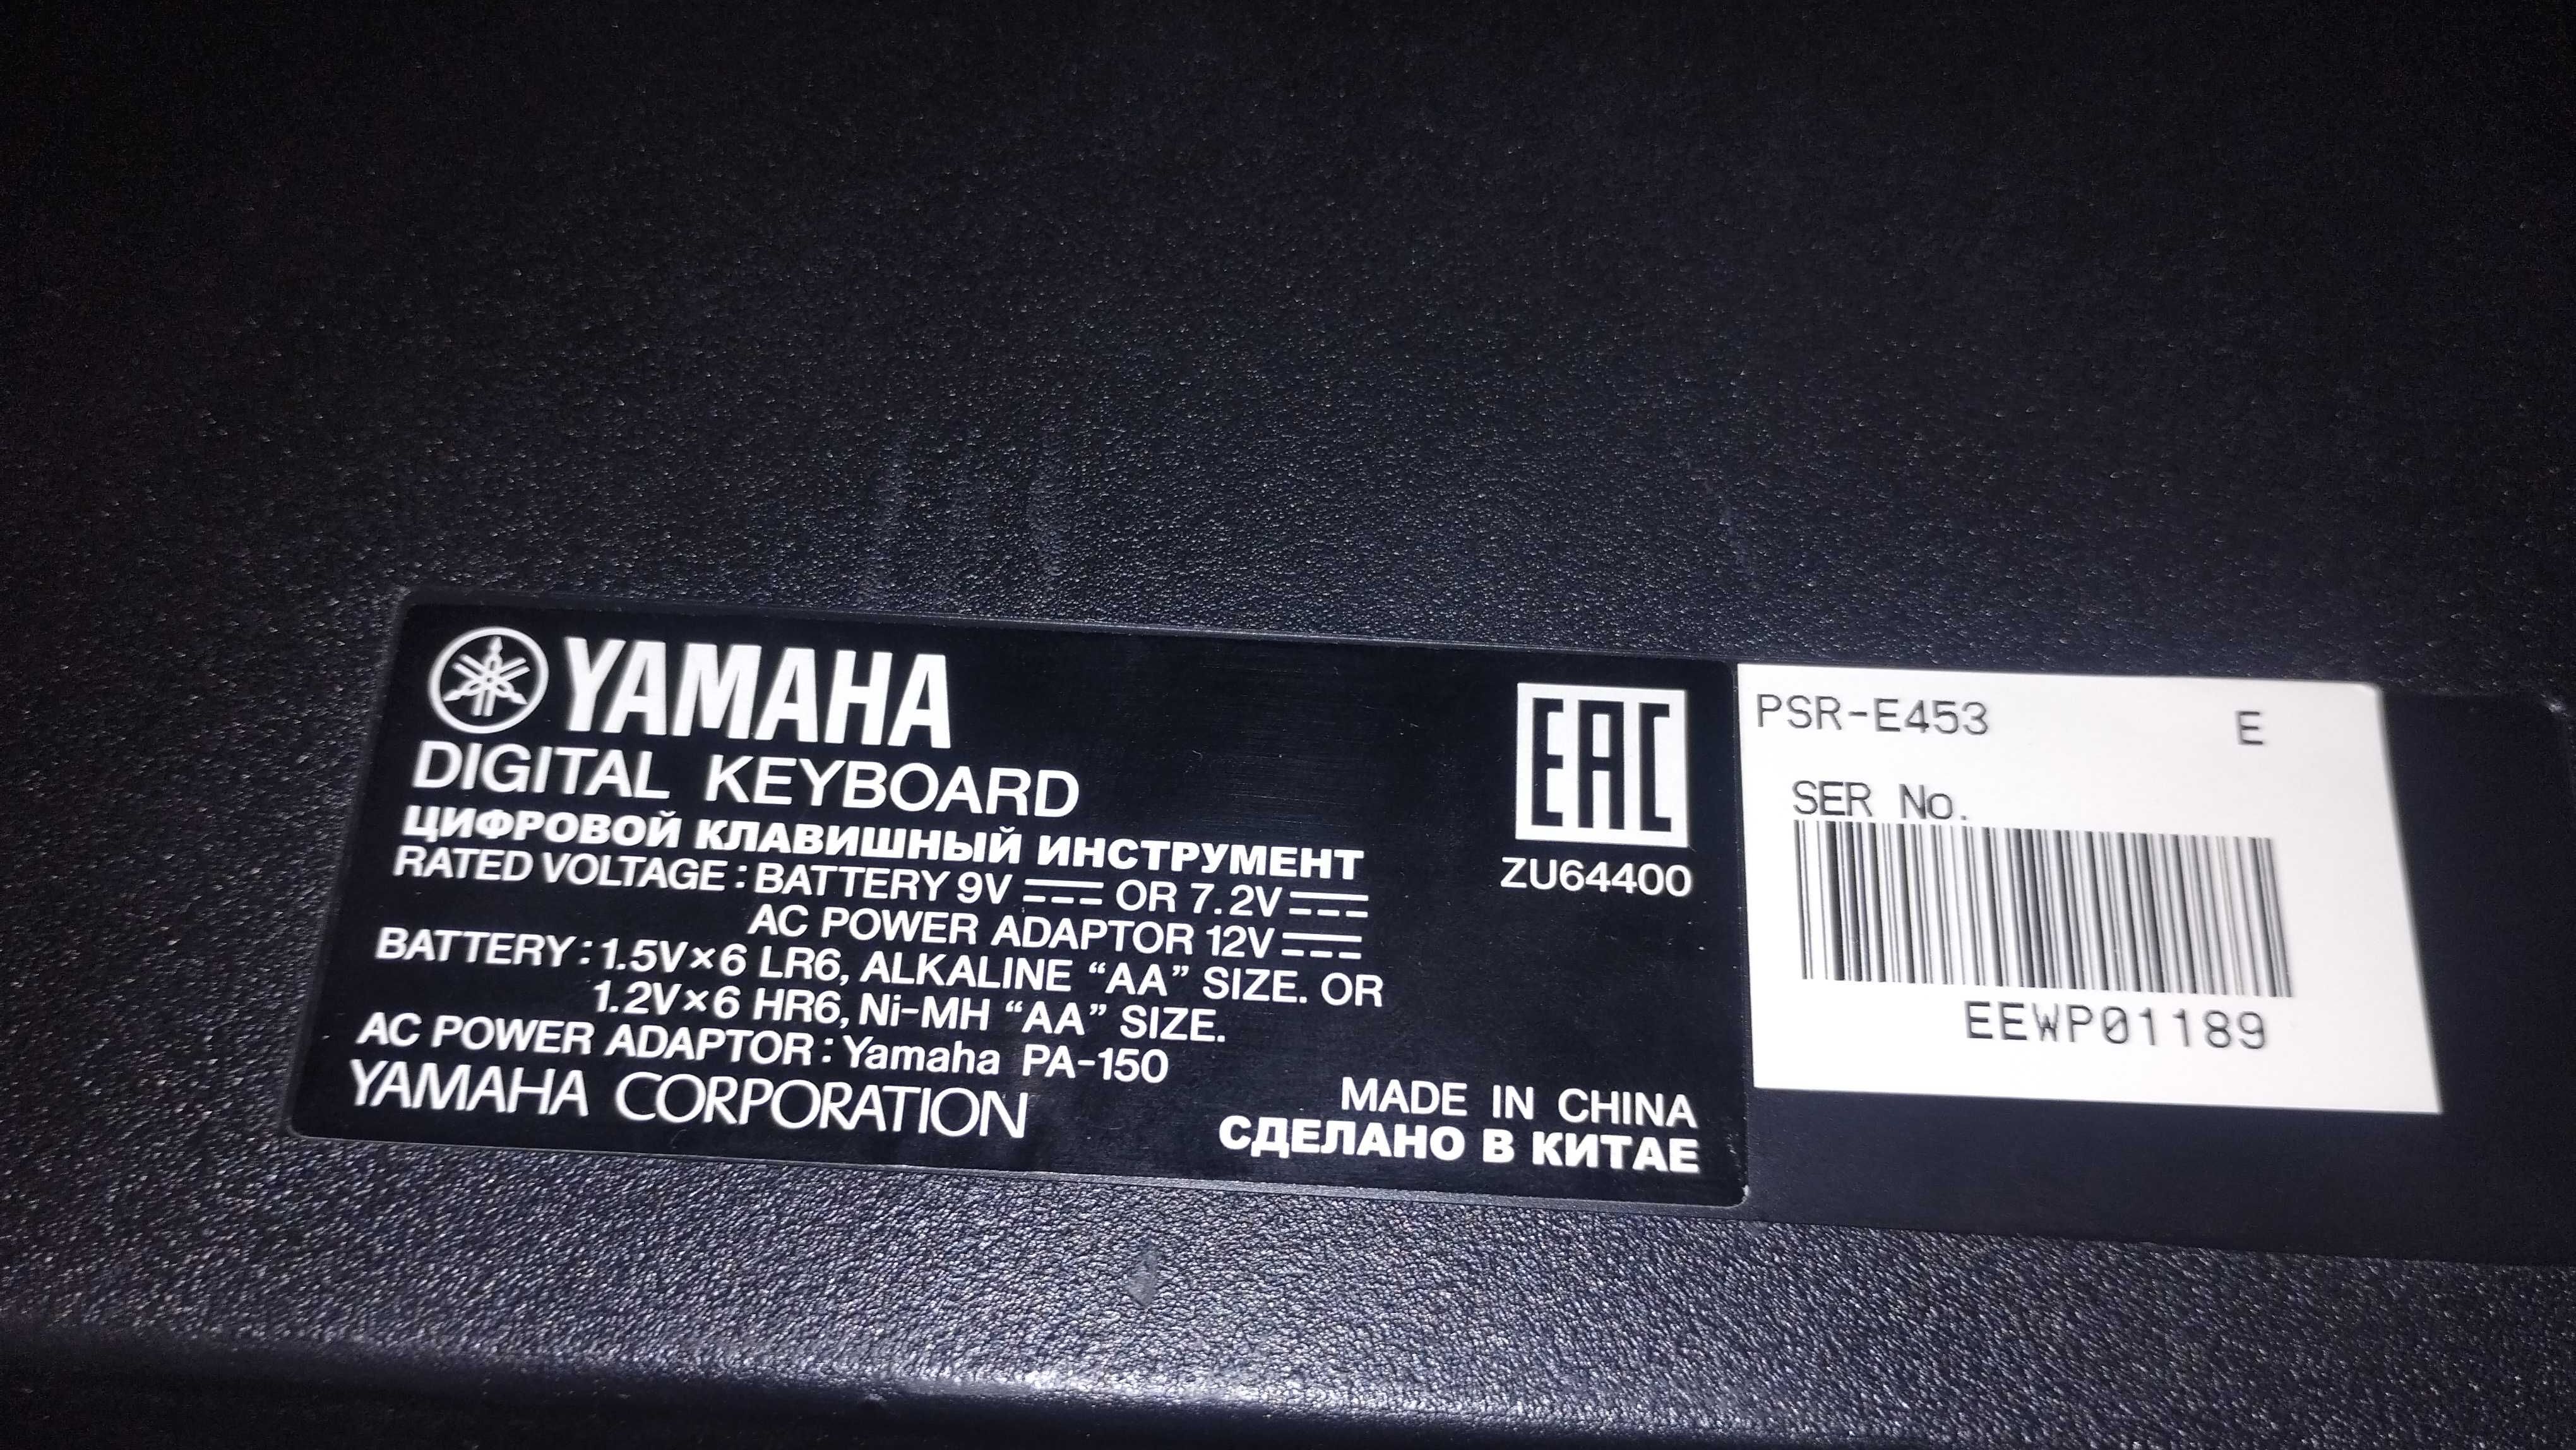 YAMAHA
DIGITAL KEYBOARD
ЦИФРОВОЙ КЛАВИШНЫЙ ИНСТРУМЕНТ
RATED VOLTAGE : BATTERY 9V ⎓ OR 7.2V ⎓
AC POWER ADAPTOR 12V ⎓
BATTERY : 1.5V×6 LR6, ALKALINE “AA” SIZE. OR
1.2V×6 HR6, Ni-MH “AA” SIZE.
AC POWER ADAPTOR : Yamaha PA-150
YAMAHA CORPORATION
EAC
ZU64400
MADE IN CHINA
СДЕЛАНО В КИТАЕ
PSR-E453 E
SER No.
EEWP01189